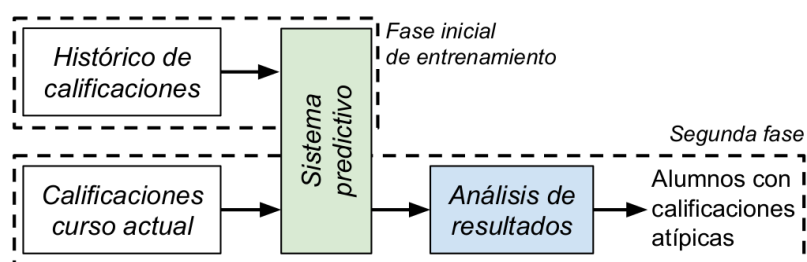 Histórico de
calificaciones
Sistema
predictivo
Fase inicial
de entrenamiento
Segunda fase
Calificaciones
curso actual
Análisis de
resultados
Alumnos con
calificaciones
atípicas